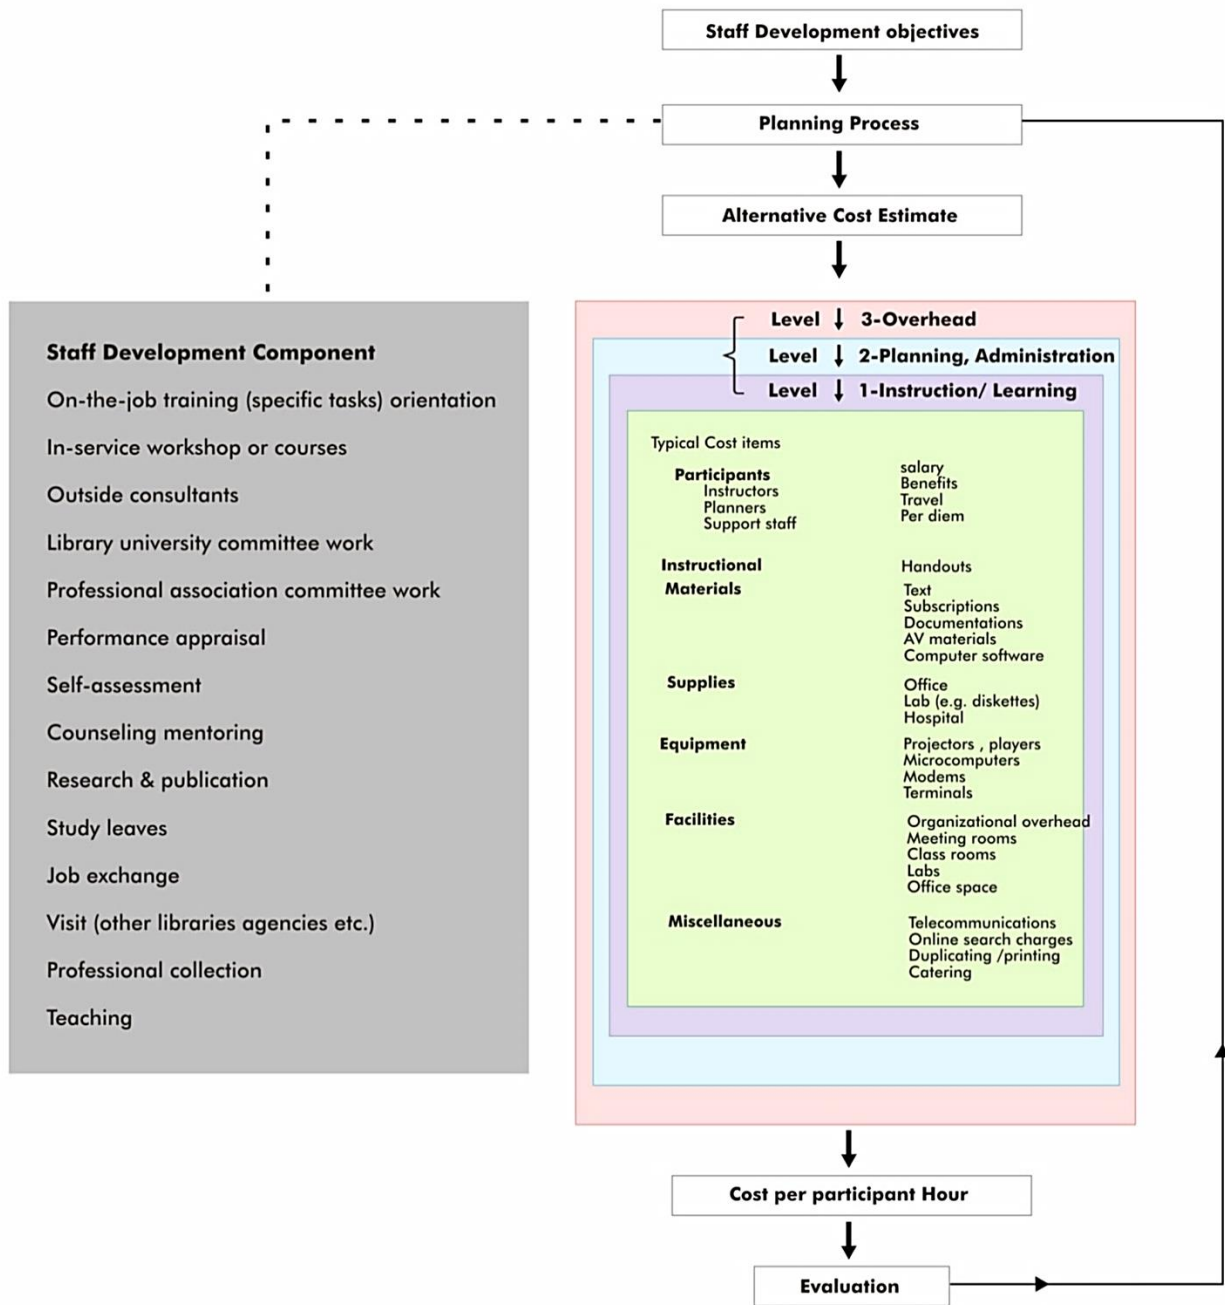 Staff Development objectives
Planning Process
Alternative Cost Estimate
Staff Development Component
On-the-job training (specific tasks) orientation
In-service workshop or courses
Outside consultants
Library university committee work
Professional association committee work
Performance appraisal
Self-assessment
Counseling mentoring
Research & publication
Study leaves
Job exchange
Visit (other libraries agencies etc.)
Professional collection
Teaching
Level ↓ 3-Overhead
Level ↓ 2-Planning, Administration
Level ↓ 1-Instruction/ Learning
Typical Cost items
Participants
Instructors
Planners
Support staff
salary
Benefits
Travel
Per diem
Instructional
Materials
Handouts
Text
Subscriptions
Documentations
AV materials
Computer software
Supplies
Office
Lab (e.g. diskettes)
Hospital
Equipment
Projectors , players
Microcomputers
Modems
Terminals
Facilities
Organizational overhead
Meeting rooms
Class rooms
Labs
Office space
Miscellaneous
Telecommunications
Online search charges
Duplicating /printing
Catering
Cost per participant Hour
Evaluation